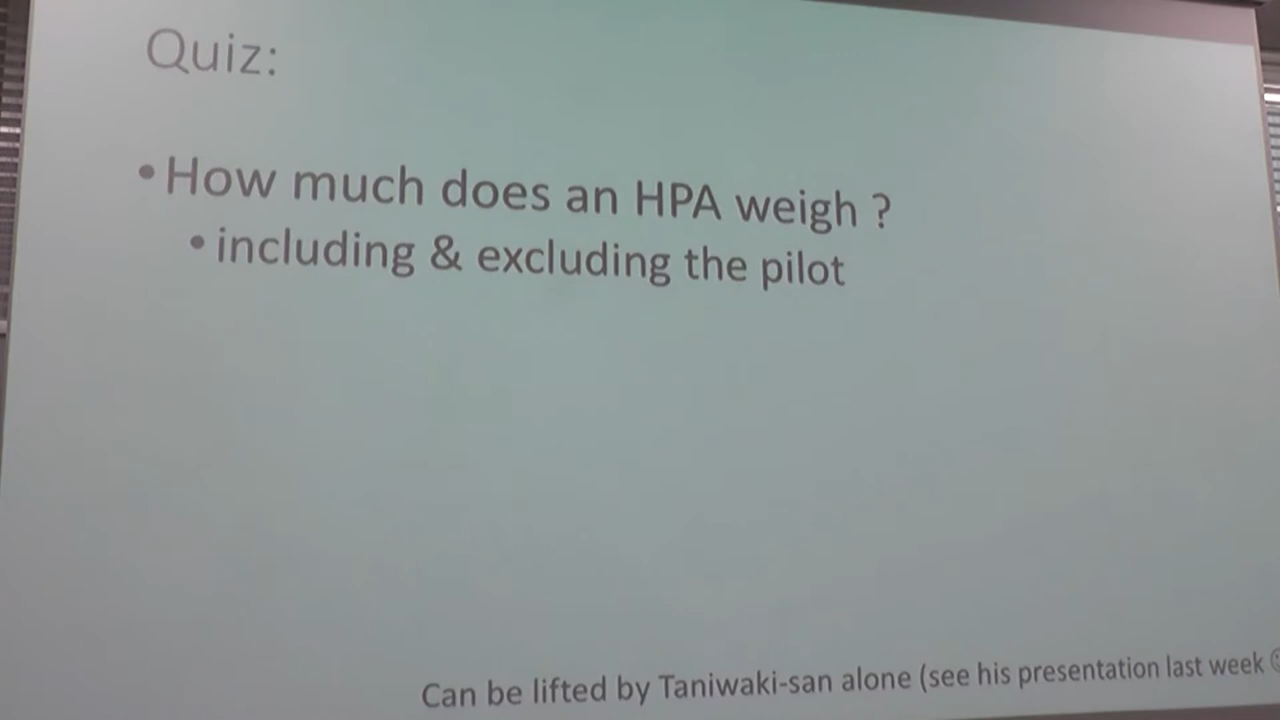 Quiz:
• How much does an HPA weigh ?
• including & excluding the pilot
Can be lifted by Taniwaki-san alone (see his presentation last week